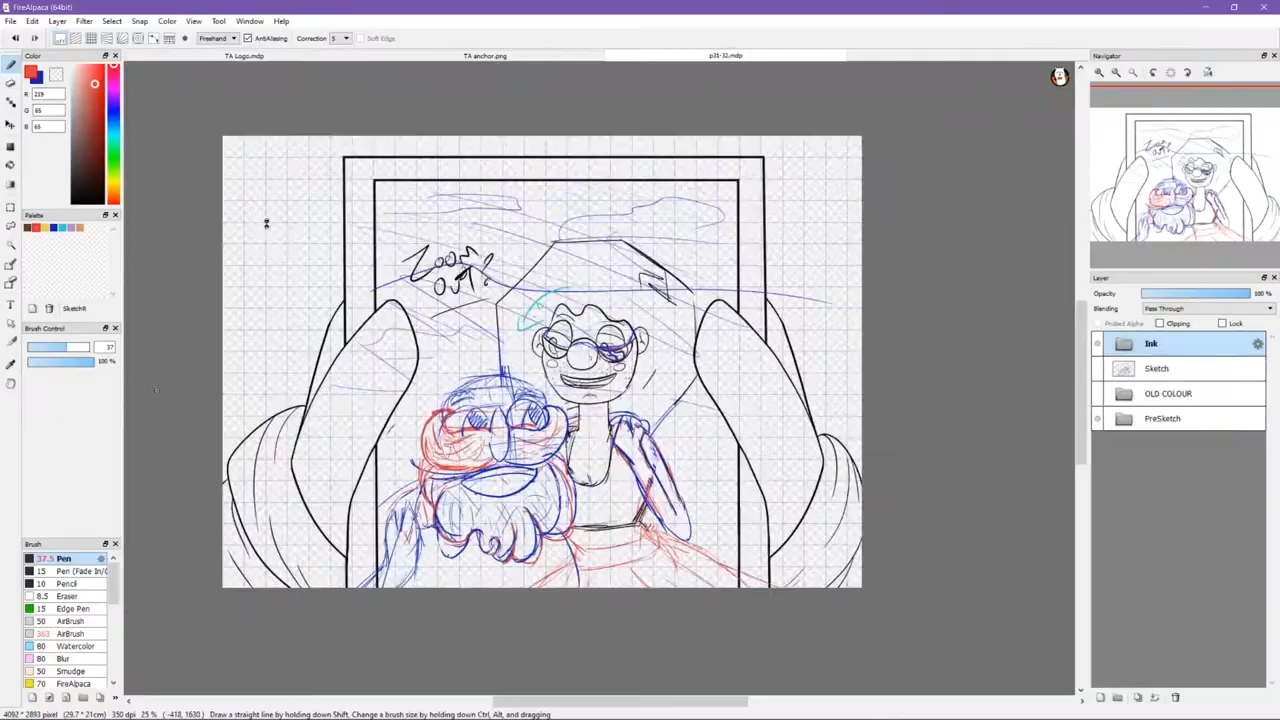 FireAlpaca (64bit)
File Edit Layer Filter Select Snap Color View Tool Window Help
Freehand AntiAliasing Correction 5 Soft Edge
TA Logo.mdp TA anchor.png p31-32.mdp
Color
R 219
G 65
B 65
Palette
SketchR
Brush Control
37
100 %
Brush
37.5 Pen
15 Pen (Fade In/O
10 Pencil
8.5 Eraser
15 Edge Pen
50 AirBrush
363 AirBrush
80 Watercolor
80 Blur
50 Smudge
70 FireAlpaca
Zoom
out?
Navigator
Layer
Opacity 100 %
Blending Pass Through
Protect Alpha Clipping Lock
Ink
Sketch
OLD COLOUR
PreSketch
4092 * 2893 pixel (29.7 * 21cm) 350 dpi 25 % (-418, 1630) Draw a straight line by holding down Shift, Change a brush size by holding down Ctrl, Alt, and dragging